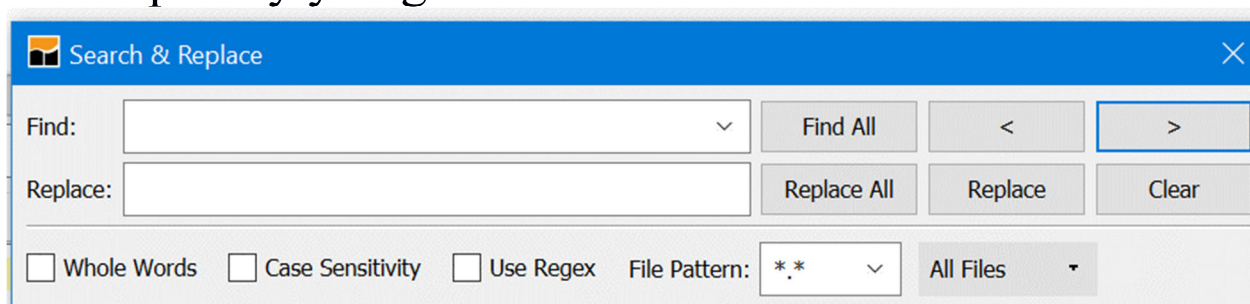 Search & Replace
Find:
Find All
<
>
Replace:
Replace All
Replace
Clear
Whole Words
Case Sensitivity
Use Regex
File Pattern:
*.*
All Files